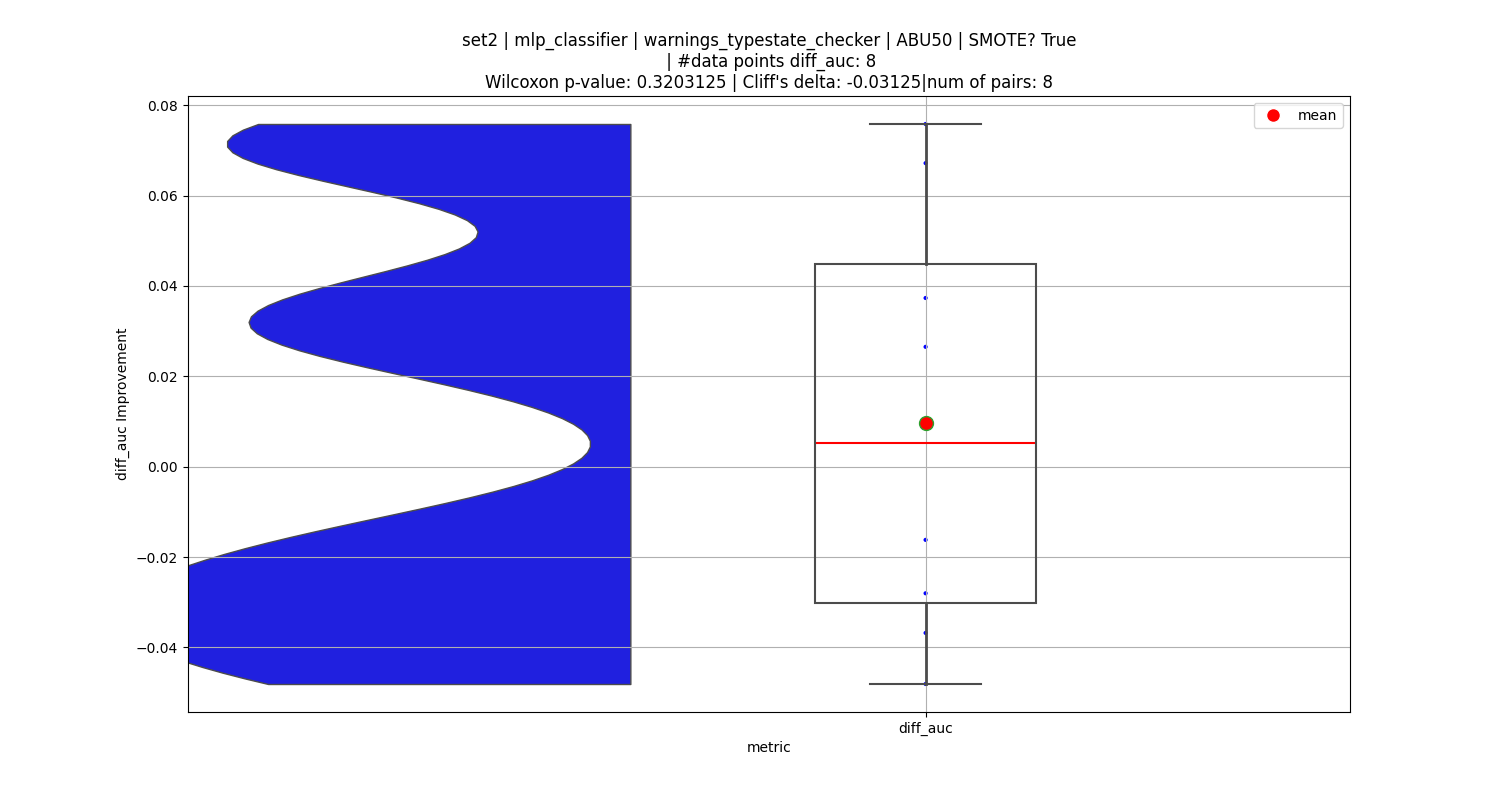 set2 | mlp_classifier | warnings_typestate_checker | ABU50 | SMOTE? True
| #data points diff_auc: 8
Wilcoxon p-value: 0.3203125 | Cliff's delta: -0.03125|num of pairs: 8
mean
0.08
0.06
0.04
0.02
0.00
−0.02
−0.04
diff_auc Improvement
diff_auc
metric